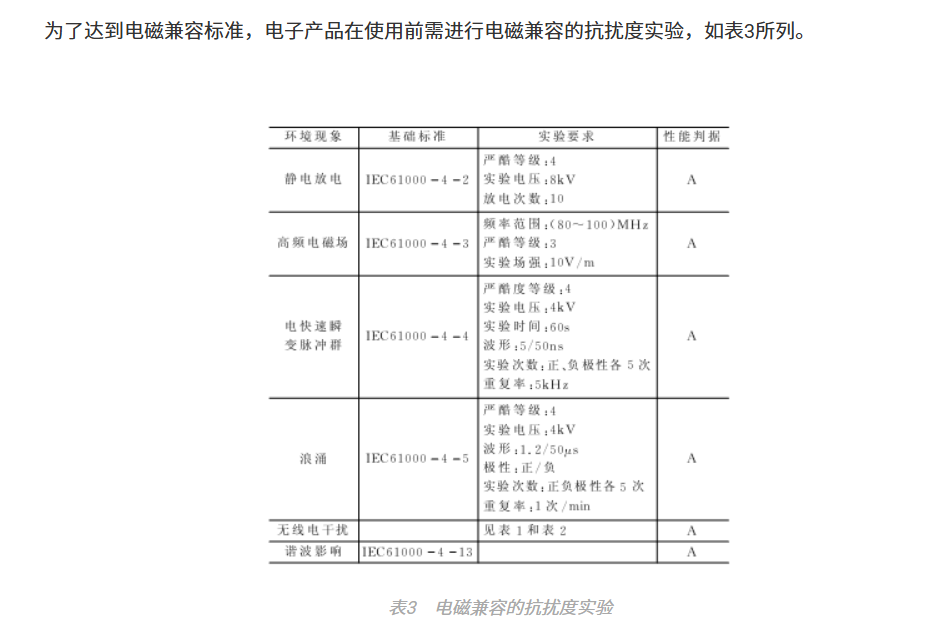 为了达到电磁兼容标准，电子产品在使用前需进行电磁兼容的抗扰度实验，如表3所列。
环境现象 基础标准 实验要求 性能判据
静电放电 IEC61000-4-2 严酷等级:4
实验电压:8kV
放电次数:10
A
高频电磁场 IEC61000-4-3 频率范围:(80~100)MHz
严酷等级:3
实验场强:10V/m
A
电快速瞬
变脉冲群
IEC61000-4-4 严酷度等级:4
实验电压:4kV
实验时间:60s
波形:5/50ns
实验次数:正、负极性各5次
重复率:5kHz
A
浪涌 IEC61000-4-5 严酷等级:4
实验电压:4kV
波形:1.2/50μs
极性:正/负
实验次数:正负极性各5次
重复率:1次/min
A
无线电干扰 见表1和表2 A
谐波影响 IEC61000-4-13 A
表3 电磁兼容的抗扰度实验